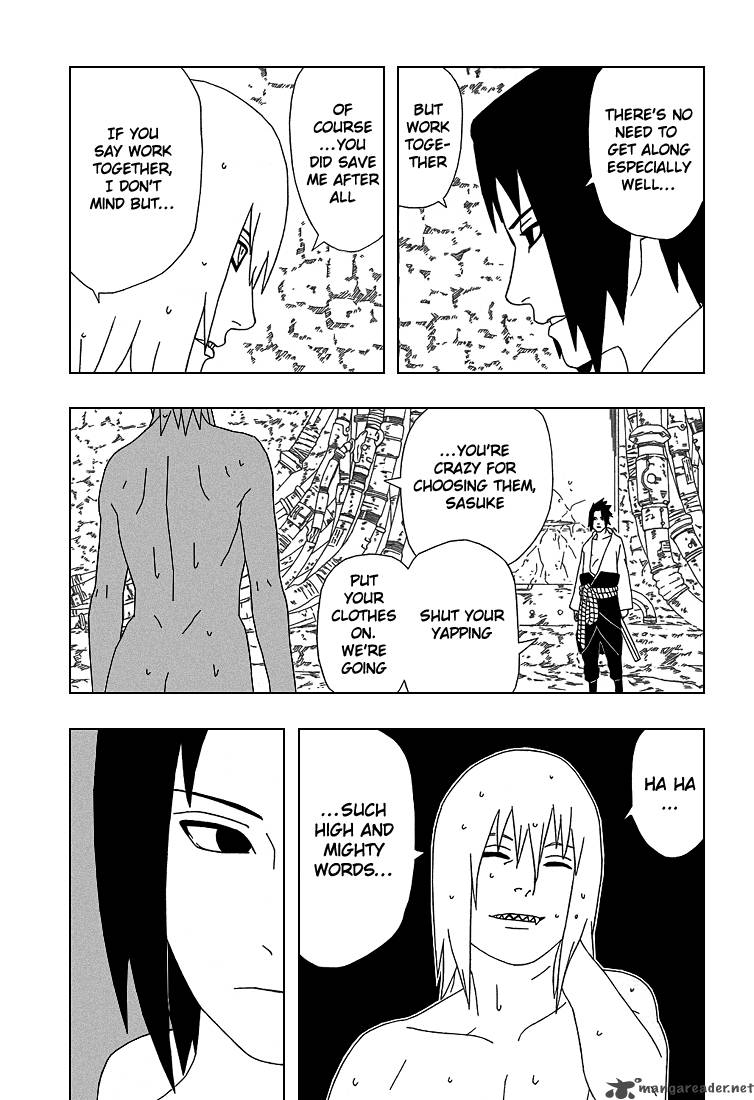 THERE'S NO
NEED TO
GET ALONG
ESPECIALLY
WELL...
BUT
WORK
TOGE-
THER
OF
COURSE
...YOU
DID SAVE
ME AFTER
ALL
IF YOU
SAY WORK
TOGETHER,
I DON'T
MIND BUT...
...YOU'RE
CRAZY FOR
CHOOSING THEM,
SASUKE
SHUT YOUR
YAPPING
PUT
YOUR
CLOTHES
ON.
WE'RE
GOING
HA HA
...
...SUCH
HIGH AND
MIGHTY
WORDS...
mangareader.net